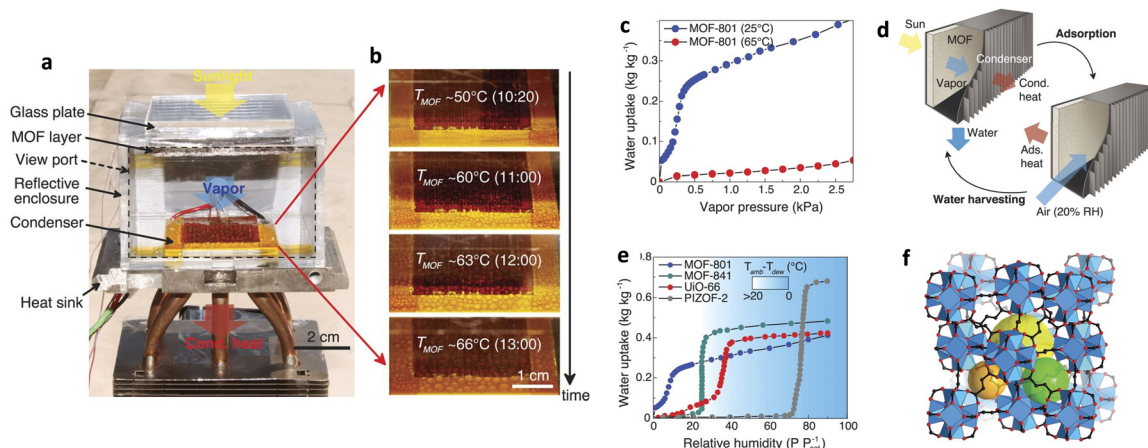 a
Sunlight
Glass plate
MOF layer
View port
Reflective
enclosure
Condenser
Heat sink
Vapor
Cond. heat
2 cm
b
T_MOF ~50°C (10:20)
T_MOF ~60°C (11:00)
T_MOF ~63°C (12:00)
T_MOF ~66°C (13:00)
1 cm
time
c
MOF-801 (25°C)
MOF-801 (65°C)
Water uptake (kg kg⁻¹)
0.3
0.2
0.1
0
0
0.6
1.2
1.8
2.4
Vapor pressure (kPa)
d
Sun
MOF
Adsorption
Vapor
Condenser
Cond.
heat
Water
Ads.
heat
Water harvesting
Air (20% RH)
e
MOF-801
MOF-841
UiO-66
PIZOF-2
T_amb-T_dew (°C)
>20
0
Water uptake (kg kg⁻¹)
0.8
0.6
0.4
0.2
0
0
20
40
60
80
Relative humidity (P P
f